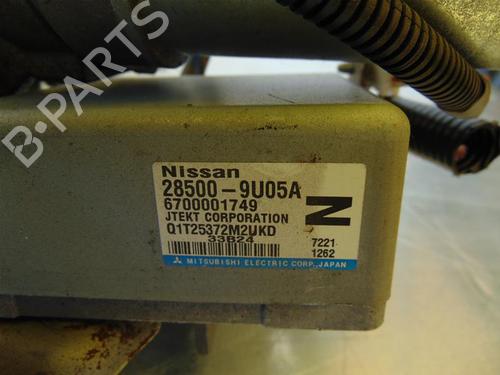 B-PARTS
Nissan
28500-9U05A
6700001749
JTEKT CORPORATION
Q1T25372M2UKD
33B24
N
7221
1262
MITSUBISHI ELECTRIC CORP. JAPAN